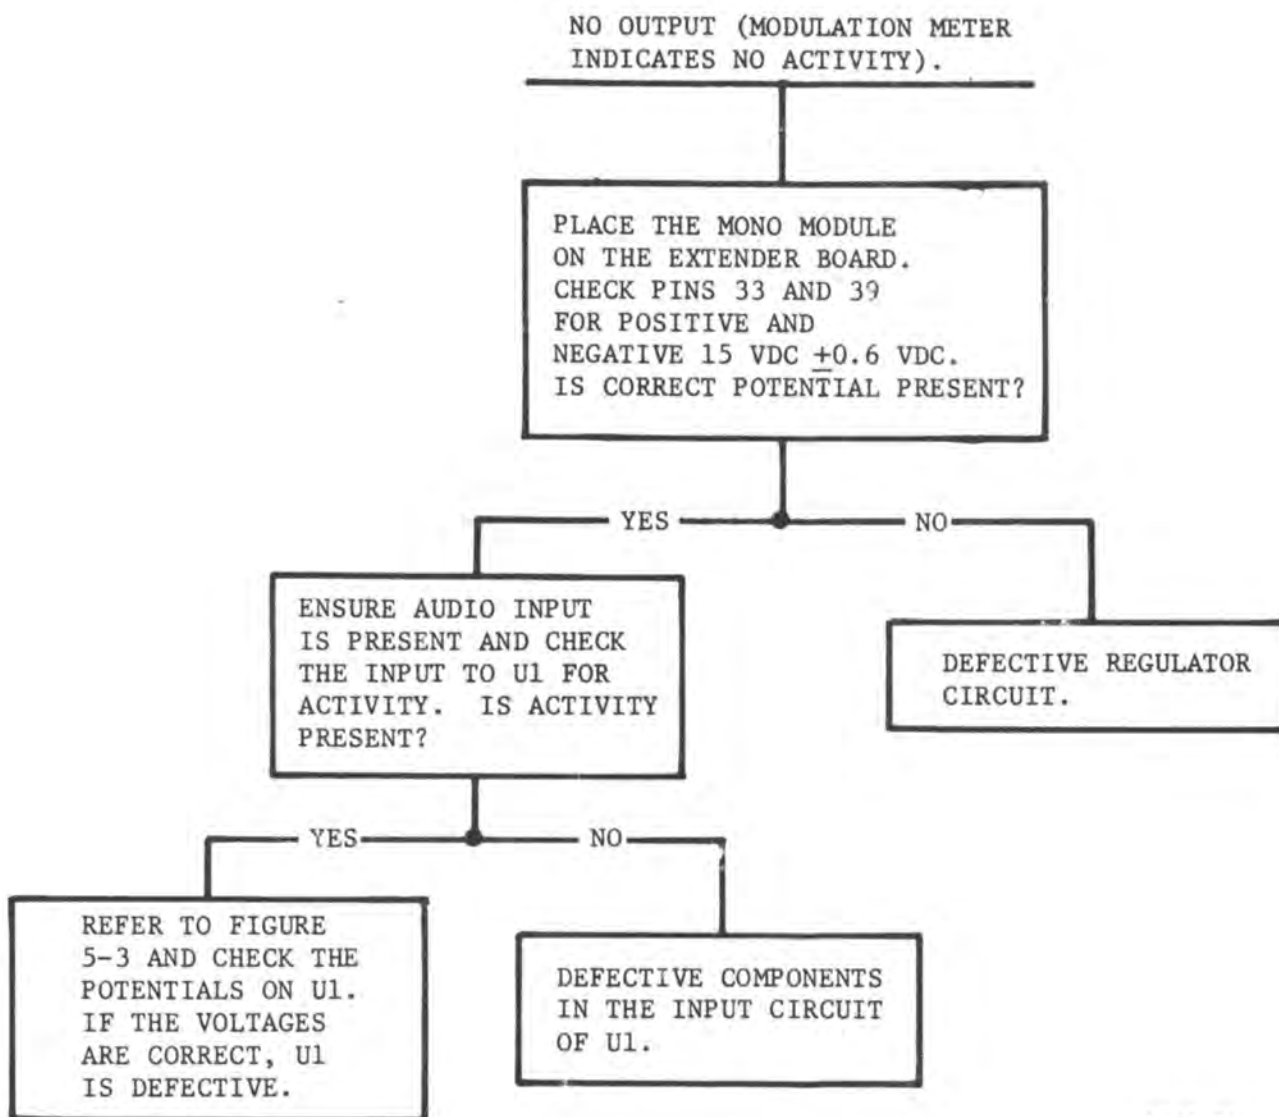 NO OUTPUT (MODULATION METER
INDICATES NO ACTIVITY).
PLACE THE MONO MODULE
ON THE EXTENDER BOARD.
CHECK PINS 33 AND 39
FOR POSITIVE AND
NEGATIVE 15 VDC ±0.6 VDC.
IS CORRECT POTENTIAL PRESENT?
YES
NO
ENSURE AUDIO INPUT
IS PRESENT AND CHECK
THE INPUT TO U1 FOR
ACTIVITY. IS ACTIVITY
PRESENT?
DEFECTIVE REGULATOR
CIRCUIT.
YES
NO
REFER TO FIGURE
5-3 AND CHECK THE
POTENTIALS ON U1.
IF THE VOLTAGES
ARE CORRECT, U1
IS DEFECTIVE.
DEFECTIVE COMPONENTS
IN THE INPUT CIRCUIT
OF U1.